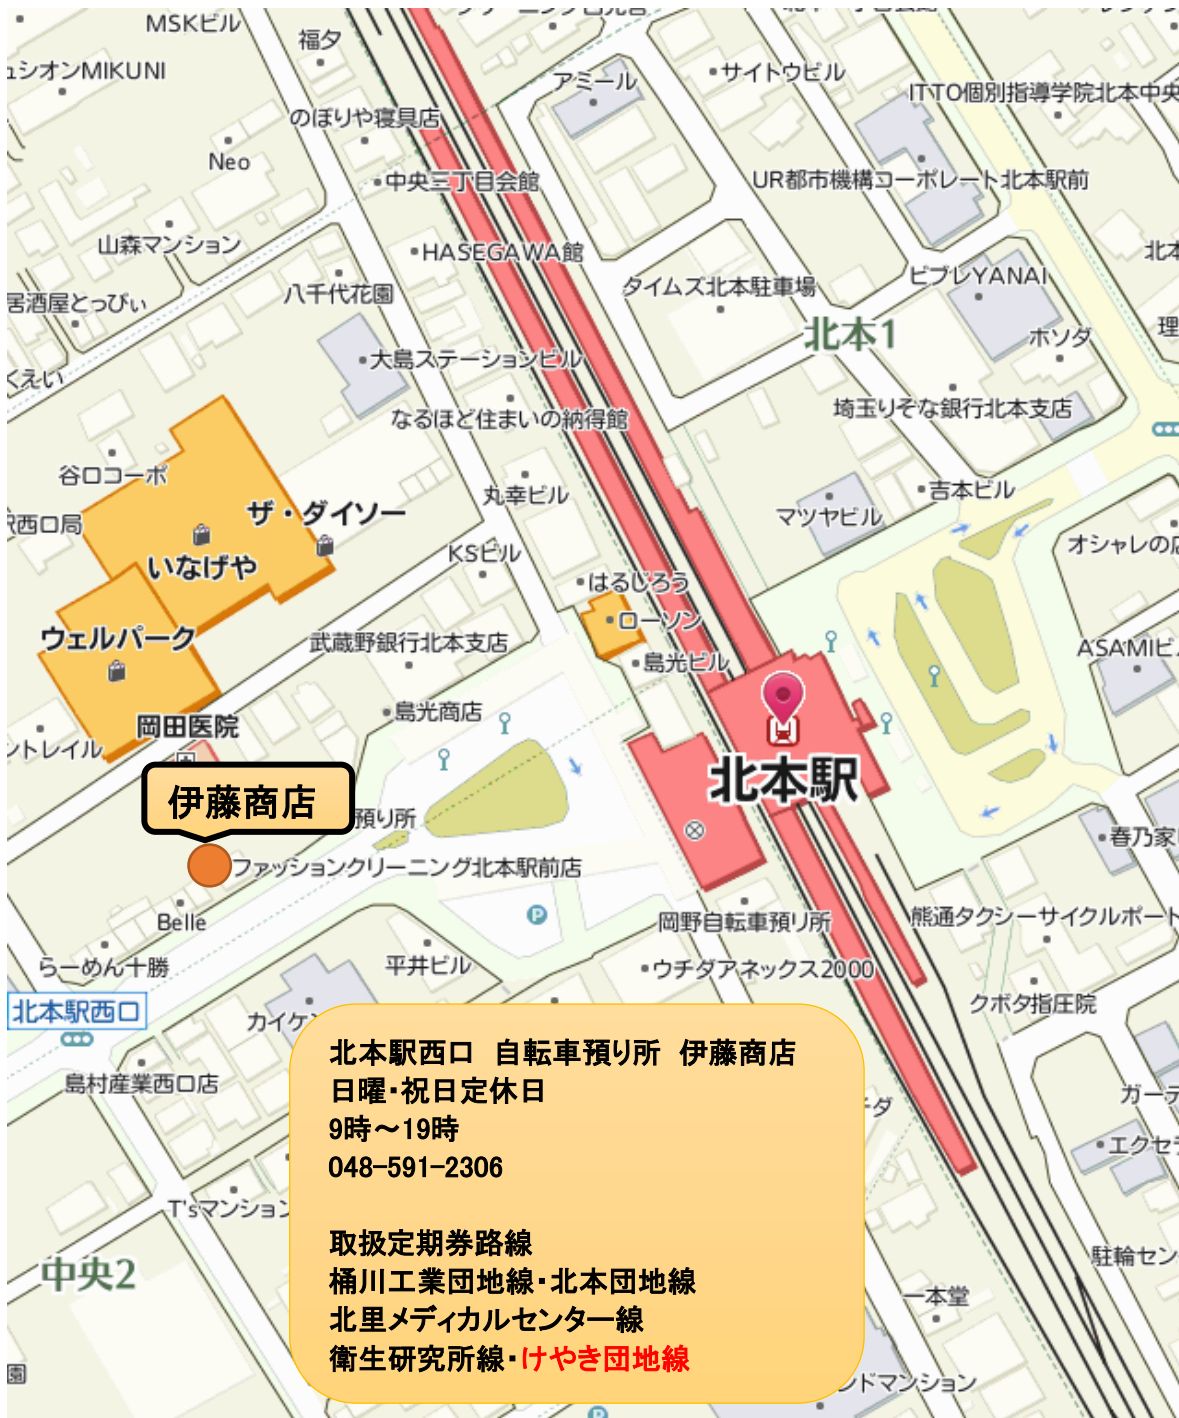 MSKビル
福夕
アミール
サイトウビル
ュシオンMIKUNI
ITTO個別指導学院北本中央
のぼりや寝具店
Neo
中央三丁目会館
UR都市機構コーポレート北本駅前
山森マンション
HASEGAWA館
北本
八千代花園
タイムズ北本駐車場
ビブレYANAI
居酒屋とっぴぃ
北本1
ホソダ
理
くえい
大島ステーションビル
なるほど住まいの納得館
埼玉りそな銀行北本支店
谷口コーポ
丸幸ビル
吉本ビル
ザ・ダイソー
マツヤビル
駅西口局
KSビル
オシャレの店
いなげや
はるじろう
ローソン
ウェルパーク
武蔵野銀行北本支店
島光ビル
ASAMIビ
島光商店
岡田医院
ントレイル
北本駅
伊藤商店
預り所
春乃家
ファッションクリーニング北本駅前店
Belle
岡野自転車預り所
熊通タクシーサイクルポート
らーめん十勝
平井ビル
ウチダアネックス2000
北本駅西口
カイケ
クボタ指圧院
島村産業西口店
北本駅西口 自転車預り所 伊藤商店
日曜・祝日定休日
9時～19時
048-591-2306
取扱定期券路線
桶川工業団地線・北本団地線
北里メディカルセンター線
衛生研究所線・けやき団地線
ダ
ガーデ
エクセラ
T'sマンション
中央2
駐輪セン
一本堂
園
ンドマンション
P
P